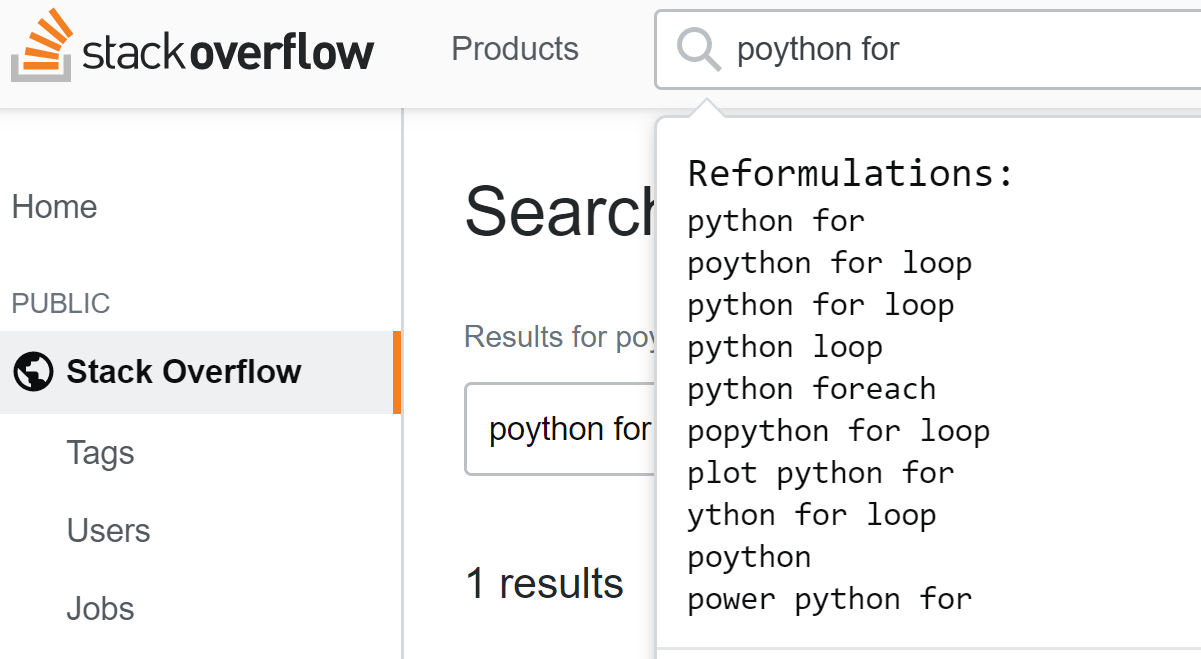 stackoverflow
Products
poython for
Home
PUBLIC
Stack Overflow
Tags
Users
Jobs
Search
Results for poy
poython for
1 results
Reformulations:
python for
poython for loop
python for loop
python loop
python foreach
popython for loop
plot python for
ython for loop
poython
power python for